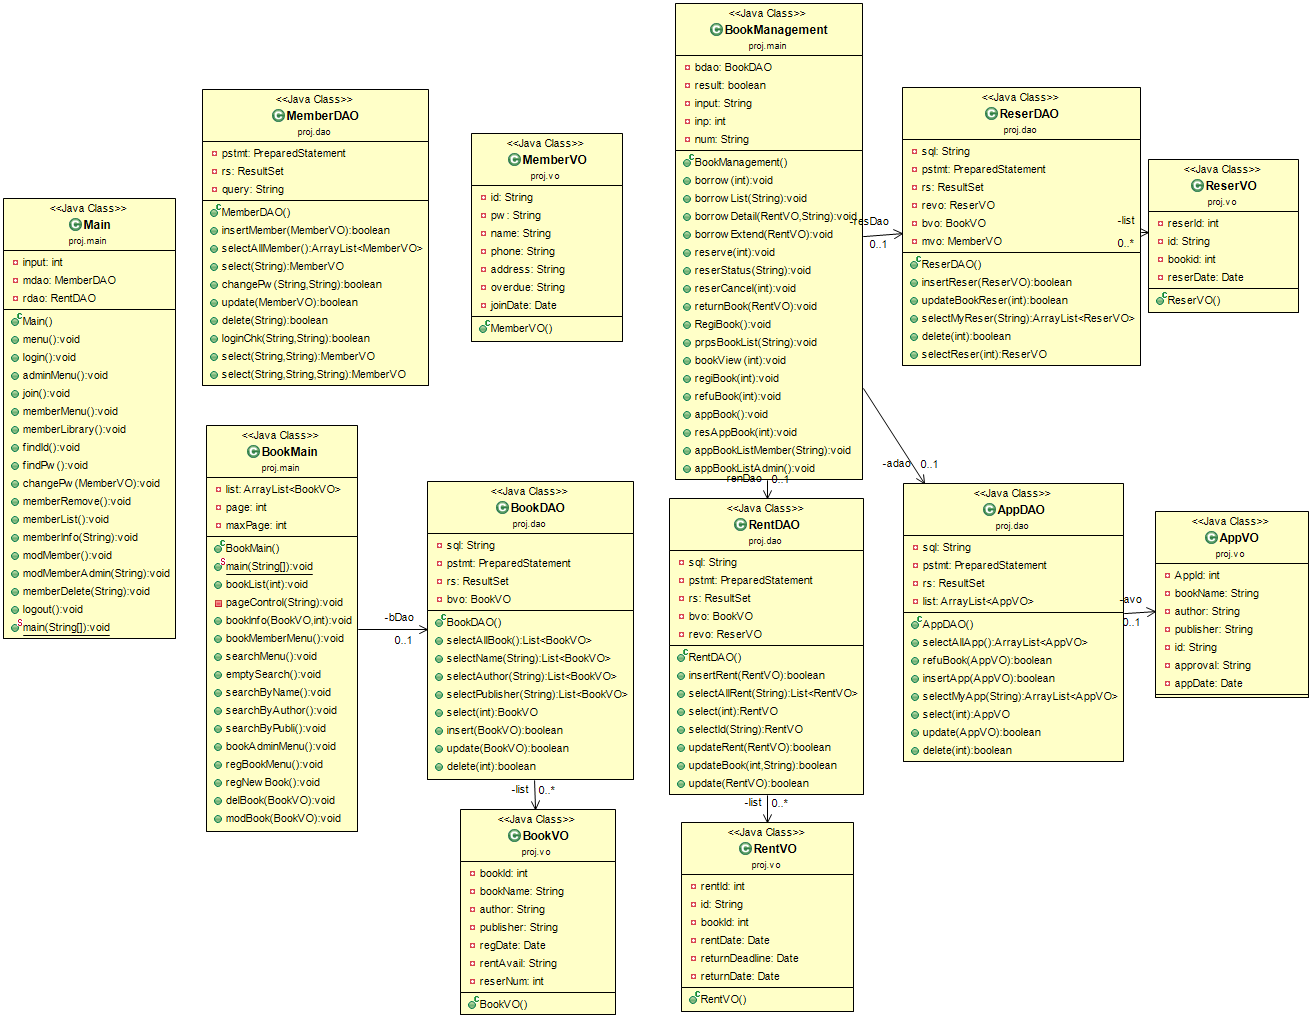 <<Java Class>>
Main
proj.main
input: int
mdao: MemberDAO
rdao: RentDAO
Main()
menu():void
login():void
adminMenu():void
join():void
memberMenu():void
memberLibrary():void
findId():void
findPw():void
changePw(MemberVO):void
memberRemove():void
memberList():void
memberInfo(String):void
modMember():void
modMemberAdmin(String):void
memberDelete(String):void
logout():void
main(String[]):void
<<Java Class>>
MemberDAO
proj.dao
pstmt: PreparedStatement
rs: ResultSet
query: String
MemberDAO()
insertMember(MemberVO):boolean
selectAllMember():ArrayList<MemberVO>
select(String):MemberVO
changePw(String,String):boolean
update(MemberVO):boolean
delete(String):boolean
loginChk(String,String):boolean
select(String,String):MemberVO
select(String,String,String):MemberVO
<<Java Class>>
MemberVO
proj.vo
id: String
pw: String
name: String
phone: String
address: String
overdue: String
joinDate: Date
MemberVO()
<<Java Class>>
BookManagement
proj.main
bdao: BookDAO
result: boolean
input: String
inp: int
num: String
BookManagement()
borrow(int):void
borrowList(String):void
borrowDetail(RentVO,String):void
borrowExtend(RentVO):void
reserve(int):void
reserStatus(String):void
reserCancel(int):void
returnBook(RentVO):void
RegiBook():void
prpsBookList(String):void
bookView(int):void
regiBook(int):void
refuBook(int):void
appBook():void
resAppBook(int):void
appBookListMember(String):void
appBookListAdmin():void
-resDao
0..1
<<Java Class>>
ReserDAO
proj.dao
sql: String
pstmt: PreparedStatement
rs: ResultSet
revo: ReserVO
bvo: BookVO
mvo: MemberVO
ReserDAO()
insertReser(ReserVO):boolean
updateBookReser(int):boolean
selectMyReser(String):ArrayList<ReserVO>
delete(int):boolean
selectReser(int):ReserVO
-list
0..*
<<Java Class>>
ReserVO
proj.vo
reserId: int
id: String
bookid: int
reserDate: Date
ReserVO()
<<Java Class>>
BookMain
proj.main
list: ArrayList<BookVO>
page: int
maxPage: int
BookMain()
main(String[]):void
bookList(int):void
pageControl(String):void
bookInfo(BookVO,int):void
bookMemberMenu():void
searchMenu():void
emptySearch():void
searchByName():void
searchByAuthor():void
searchByPubli():void
bookAdminMenu():void
regBookMenu():void
regNewBook():void
delBook(BookVO):void
modBook(BookVO):void
-bDao
0..1
<<Java Class>>
BookDAO
proj.dao
sql: String
pstmt: PreparedStatement
rs: ResultSet
bvo: BookVO
BookDAO()
selectAllBook():List<BookVO>
selectName(String):List<BookVO>
selectAuthor(String):List<BookVO>
selectPublisher(String):List<BookVO>
select(int):BookVO
insert(BookVO):boolean
update(BookVO):boolean
delete(int):boolean
-list
0..*
<<Java Class>>
BookVO
proj.vo
bookId: int
bookName: String
author: String
publisher: String
regDate: Date
rentAvail: String
reserNum: int
BookVO()
renDao
0..1
<<Java Class>>
RentDAO
proj.dao
sql: String
pstmt: PreparedStatement
rs: ResultSet
bvo: BookVO
revo: ReserVO
RentDAO()
insertRent(RentVO):boolean
selectAllRent(String):List<RentVO>
select(int):RentVO
selectId(String):RentVO
updateRent(RentVO):boolean
updateBook(int,String):boolean
update(RentVO):boolean
-list
0..*
<<Java Class>>
RentVO
proj.vo
rentId: int
id: String
bookId: int
rentDate: Date
returnDeadline: Date
returnDate: Date
RentVO()
-adao
0..1
<<Java Class>>
AppDAO
proj.dao
sql: String
pstmt: PreparedStatement
rs: ResultSet
list: ArrayList<AppVO>
AppDAO()
selectAllApp():ArrayList<AppVO>
refuBook(AppVO):boolean
insertApp(AppVO):boolean
selectMyApp(String):ArrayList<AppVO>
select(int):AppVO
update(AppVO):boolean
delete(int):boolean
-avo
0..1
<<Java Class>>
AppVO
proj.vo
AppId: int
bookName: String
author: String
publisher: String
id: String
approval: String
appDate: Date